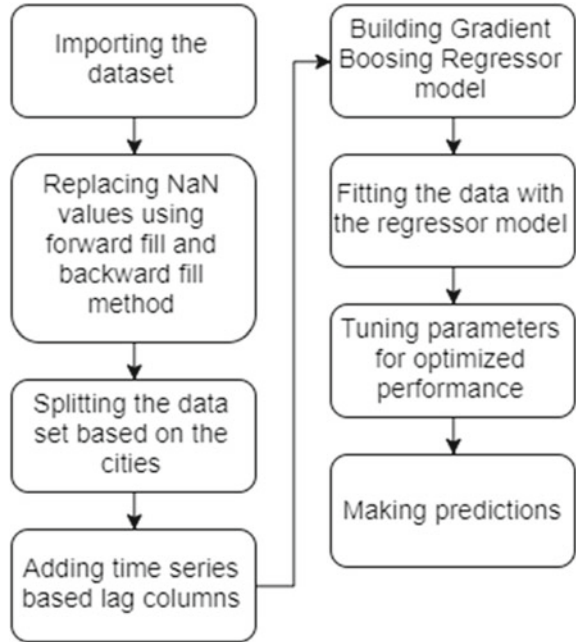 Importing the
dataset
Replacing NaN
values using
forward fill and
backward fill
method
Splitting the data
set based on the
cities
Adding time series
based lag columns
Building Gradient
Boosing Regressor
model
Fitting the data with
the regressor model
Tuning parameters
for optimized
performance
Making predictions